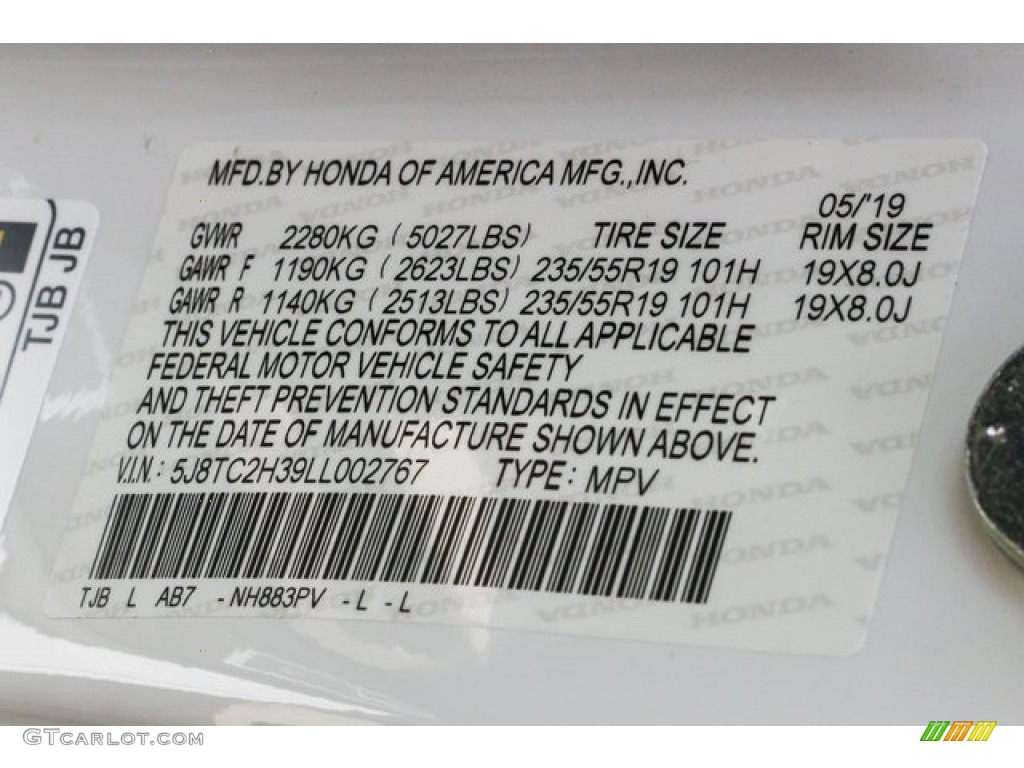 MFD.BY HONDA OF AMERICA MFG.,INC.
05/'19
GVWR 2280KG (5027LBS) TIRE SIZE RIM SIZE
GAWR F 1190KG (2623LBS) 235/55R19 101H 19X8.0J
GAWR R 1140KG (2513LBS) 235/55R19 101H 19X8.0J
THIS VEHICLE CONFORMS TO ALL APPLICABLE
FEDERAL MOTOR VEHICLE SAFETY
AND THEFT PREVENTION STANDARDS IN EFFECT
ON THE DATE OF MANUFACTURE SHOWN ABOVE.
V.I.N.: 5J8TC2H39LL002767 TYPE: MPV
TJB L AB7 -NH883PV -L -L
TJB JB
GTCARLOT.COM